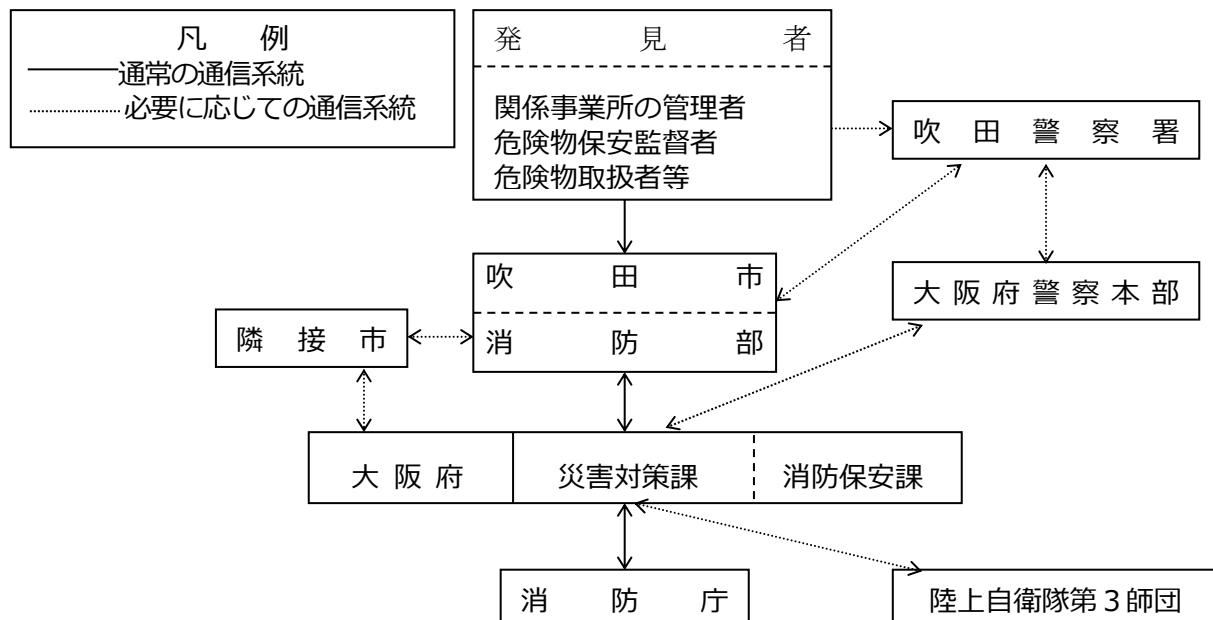 凡　例
通常の通信系統
必要に応じての通信系統
発見者
関係事業所の管理者
危険物保安監督者
危険物取扱者等
吹田警察署
吹田市
消防部
大阪府警察本部
隣接市
大阪府
災害対策課
消防保安課
消防庁
陸上自衛隊第３師団